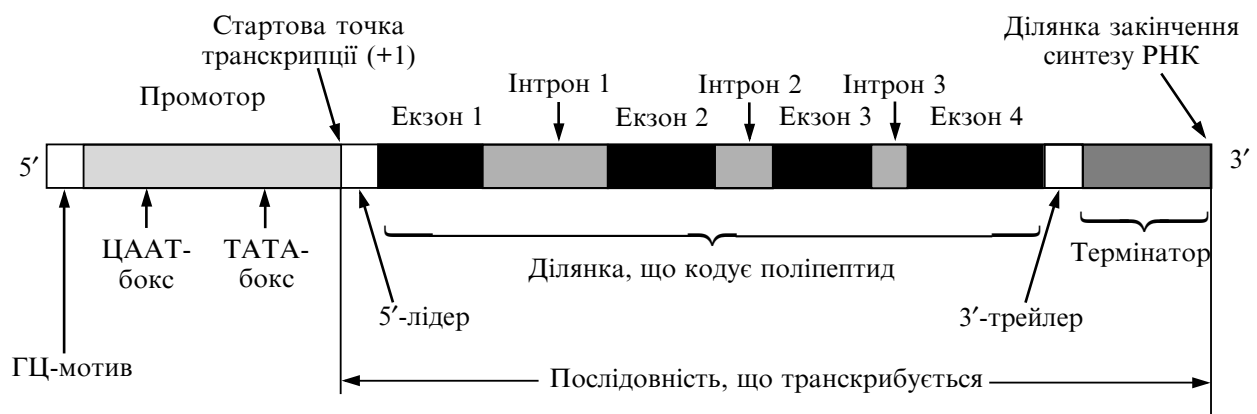 Стартова точка
транскрипції (+1)
Ділянка закінчення
синтезу РНК
Промотор
Інтрон 1
Інтрон 2
Інтрон 3
Екзон 1
Екзон 2
Екзон 3
Екзон 4
5′
3′
ЦААТ-
бокс
ТАТА-
бокс
Ділянка, що кодує поліпептид
Термінатор
5′-лідер
3′-трейлер
ГЦ-мотив
Послідовність, що транскрибується